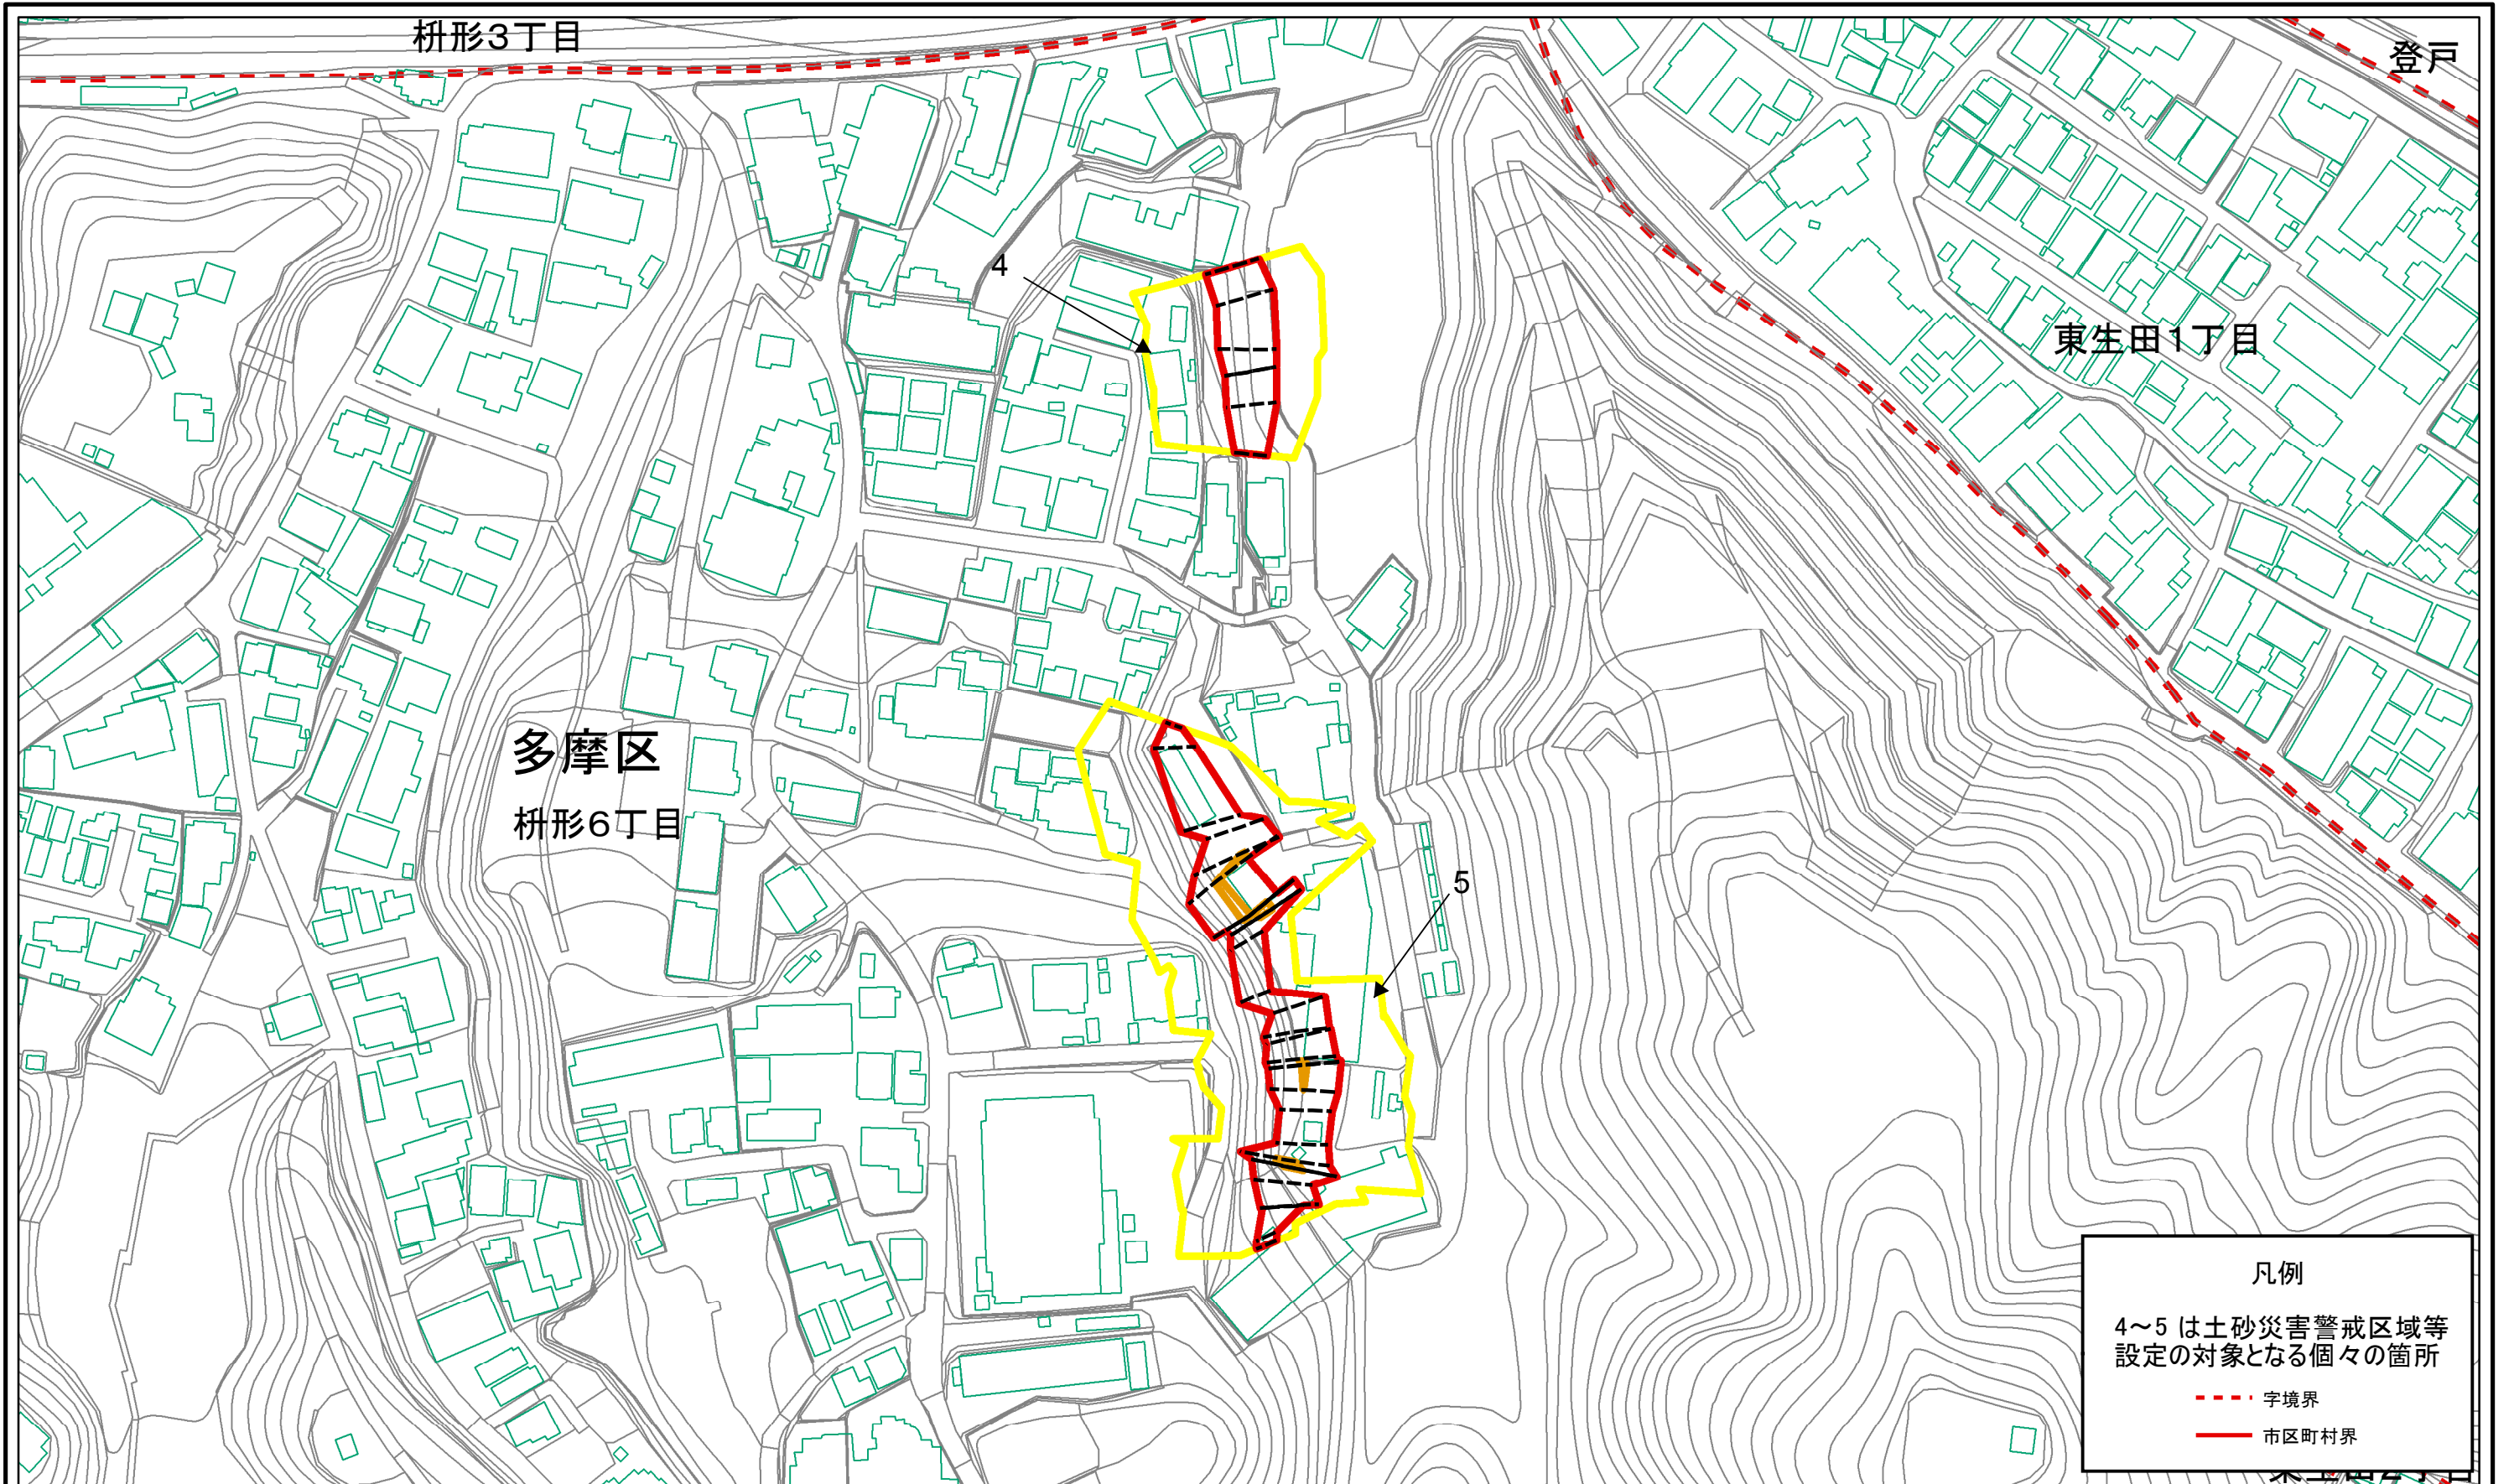 枡形3丁目
登戸
4
東生田1丁目
多摩区
枡形6丁目
5
凡例
4～5 は土砂災害警戒区域等
設定の対象となる個々の箇所
字境界
市区町村界